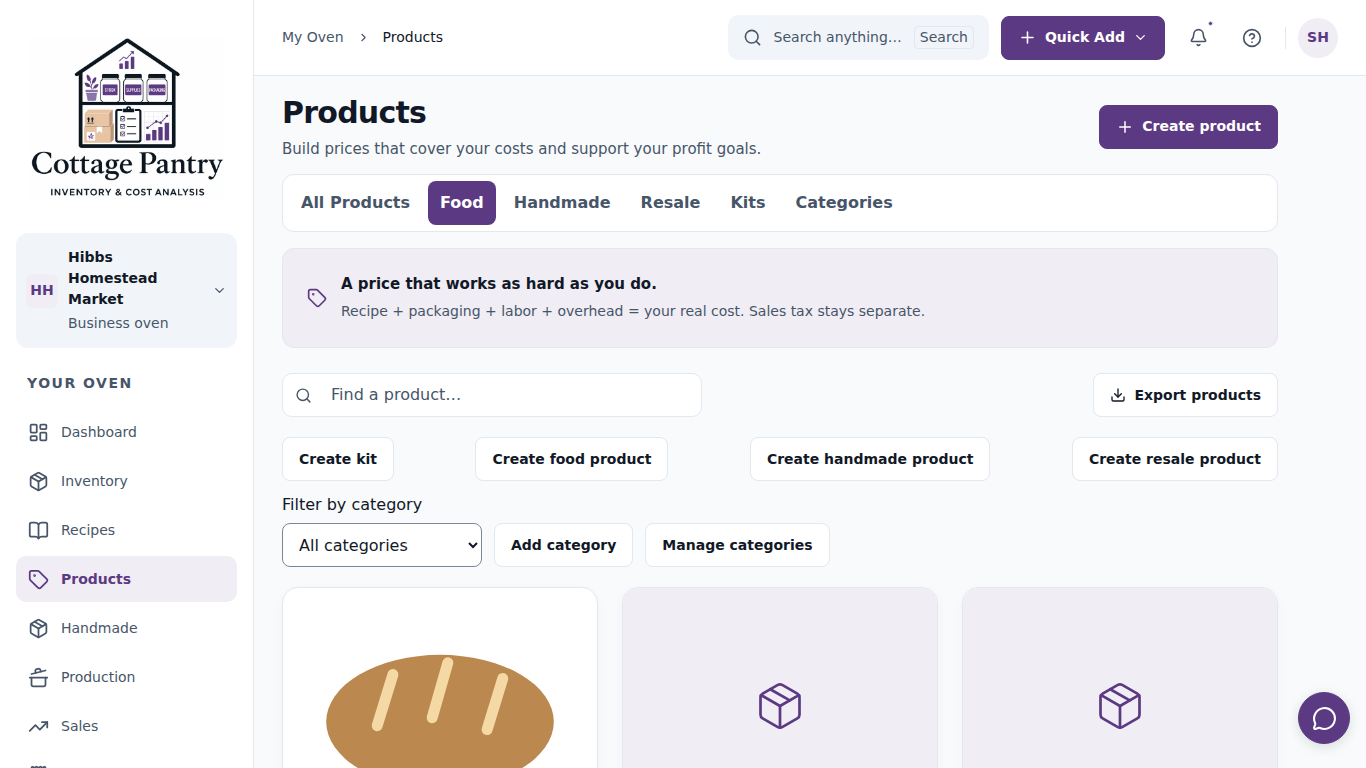 Cottage Pantry
INVENTORY & COST ANALYSIS
HH
Hibbs
Homestead
Market
Business oven
YOUR OVEN
Dashboard
Inventory
Recipes
Products
Handmade
Production
Sales
My Oven > Products
Search anything... Search
Quick Add
SH
Products
Build prices that cover your costs and support your profit goals.
Create product
All Products Food Handmade Resale Kits Categories
A price that works as hard as you do.
Recipe + packaging + labor + overhead = your real cost. Sales tax stays separate.
Find a product...
Export products
Create kit Create food product Create handmade product Create resale product
Filter by category
All categories Add category Manage categories